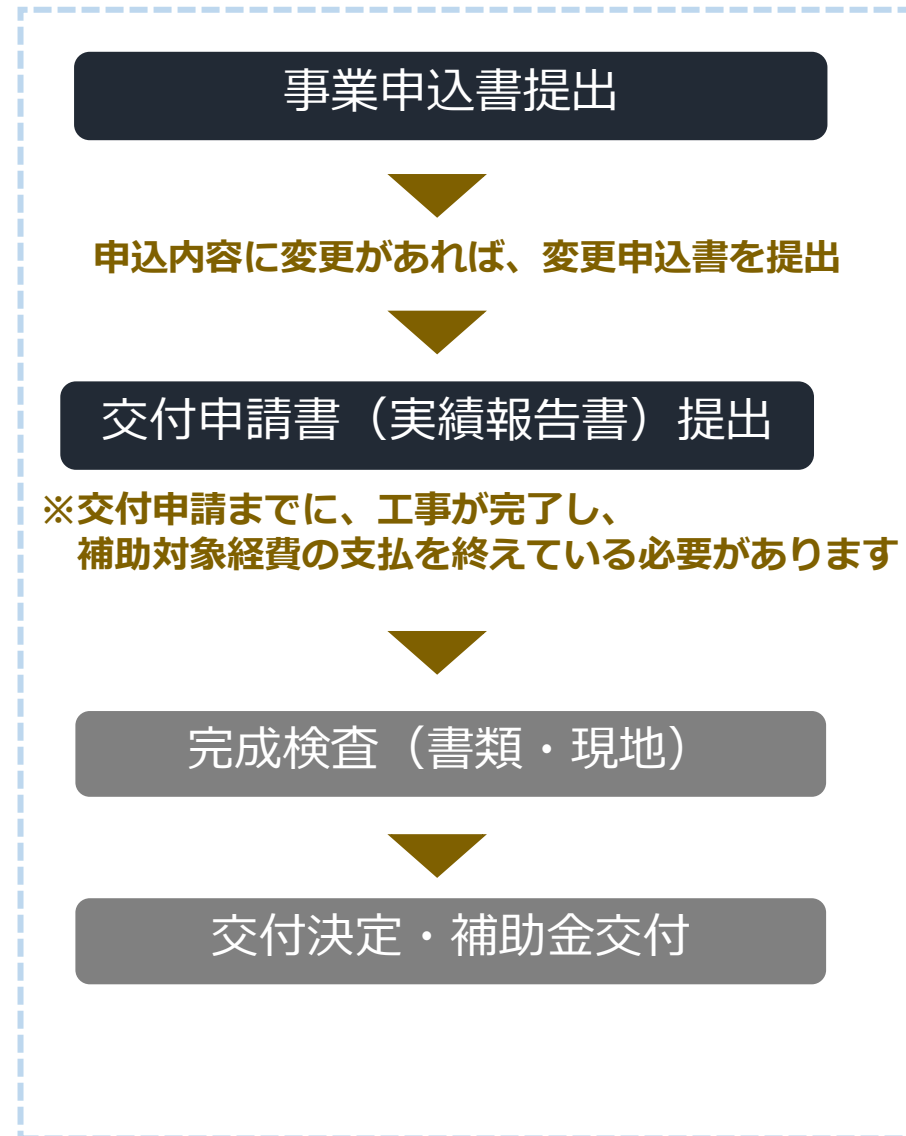 事業申込書提出
申込内容に変更があれば、変更申込書を提出
交付申請書（実績報告書）提出
※交付申請までに、工事が完了し、
補助対象経費の支払を終えている必要があります
完成検査（書類・現地）
交付決定・補助金交付